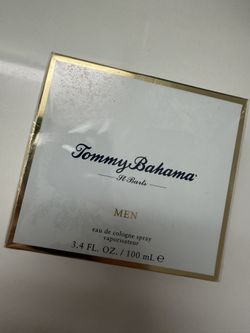 Tommy Bahama
St Barts
MEN
eau de cologne spray
vaporisateur
3.4 FL. OZ. / 100 mL ℮